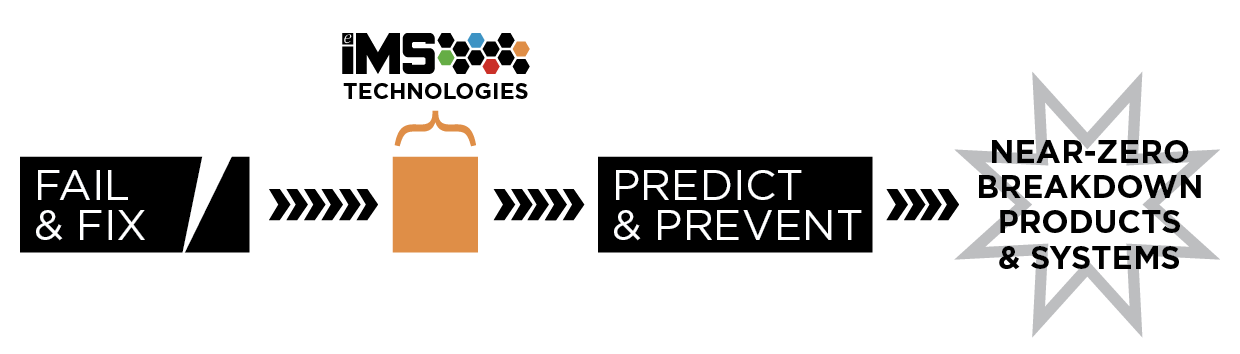 e
iMS
TECHNOLOGIES
FAIL
& FIX
PREDICT
& PREVENT
NEAR-ZERO
BREAKDOWN
PRODUCTS
& SYSTEMS